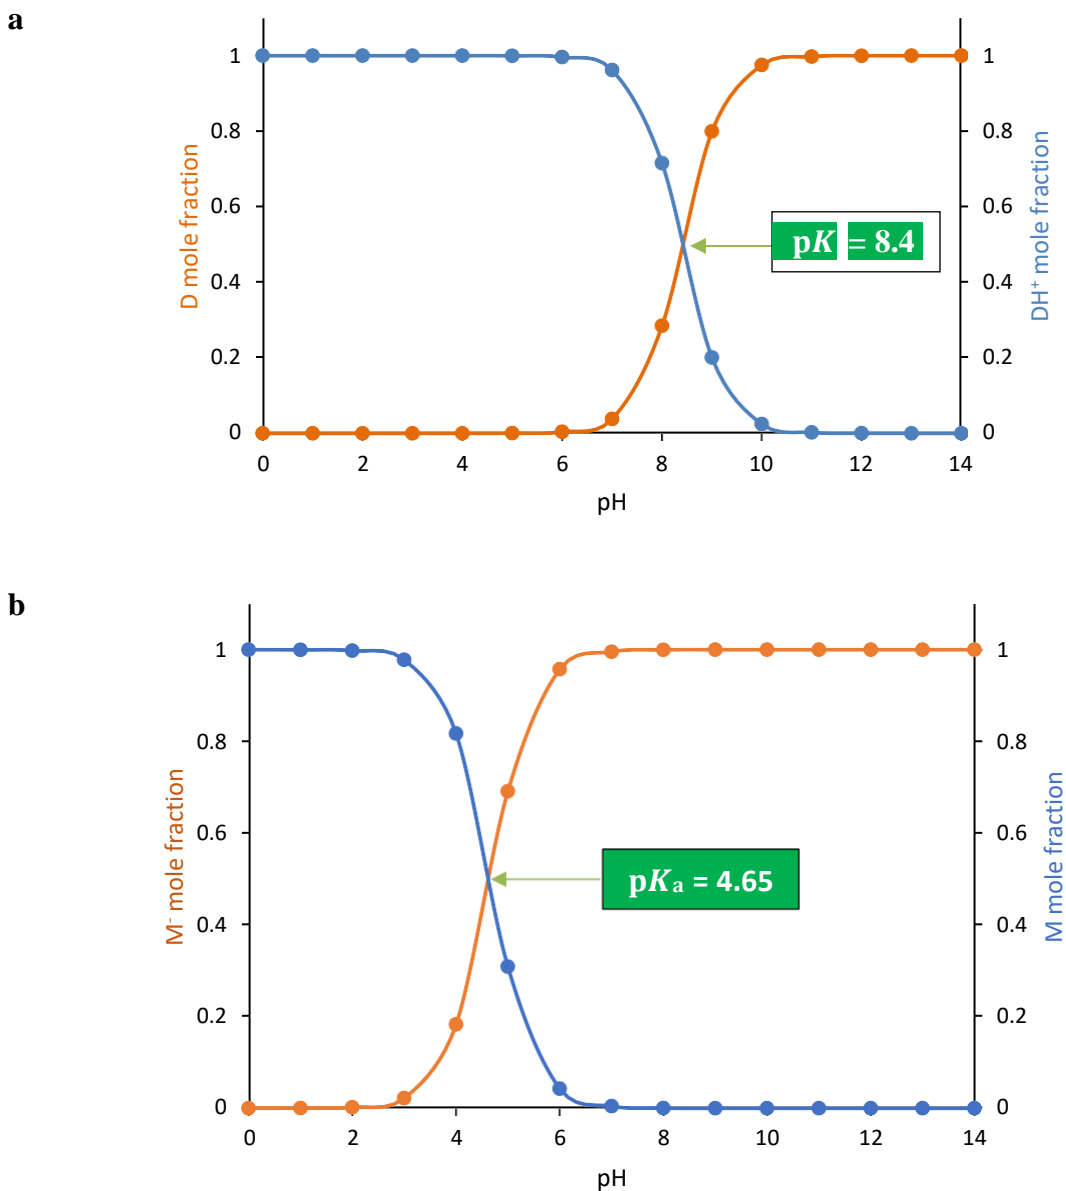 a
1
0.8
0.6
0.4
0.2
0
D mole fraction
1
0.8
0.6
0.4
0.2
0
DH⁺ mole fraction
pK = 8.4
0 2 4 6 8 10 12 14
pH
b
1
0.8
0.6
0.4
0.2
0
M⁻ mole fraction
1
0.8
0.6
0.4
0.2
0
M mole fraction
pKa = 4.65
0 2 4 6 8 10 12 14
pH